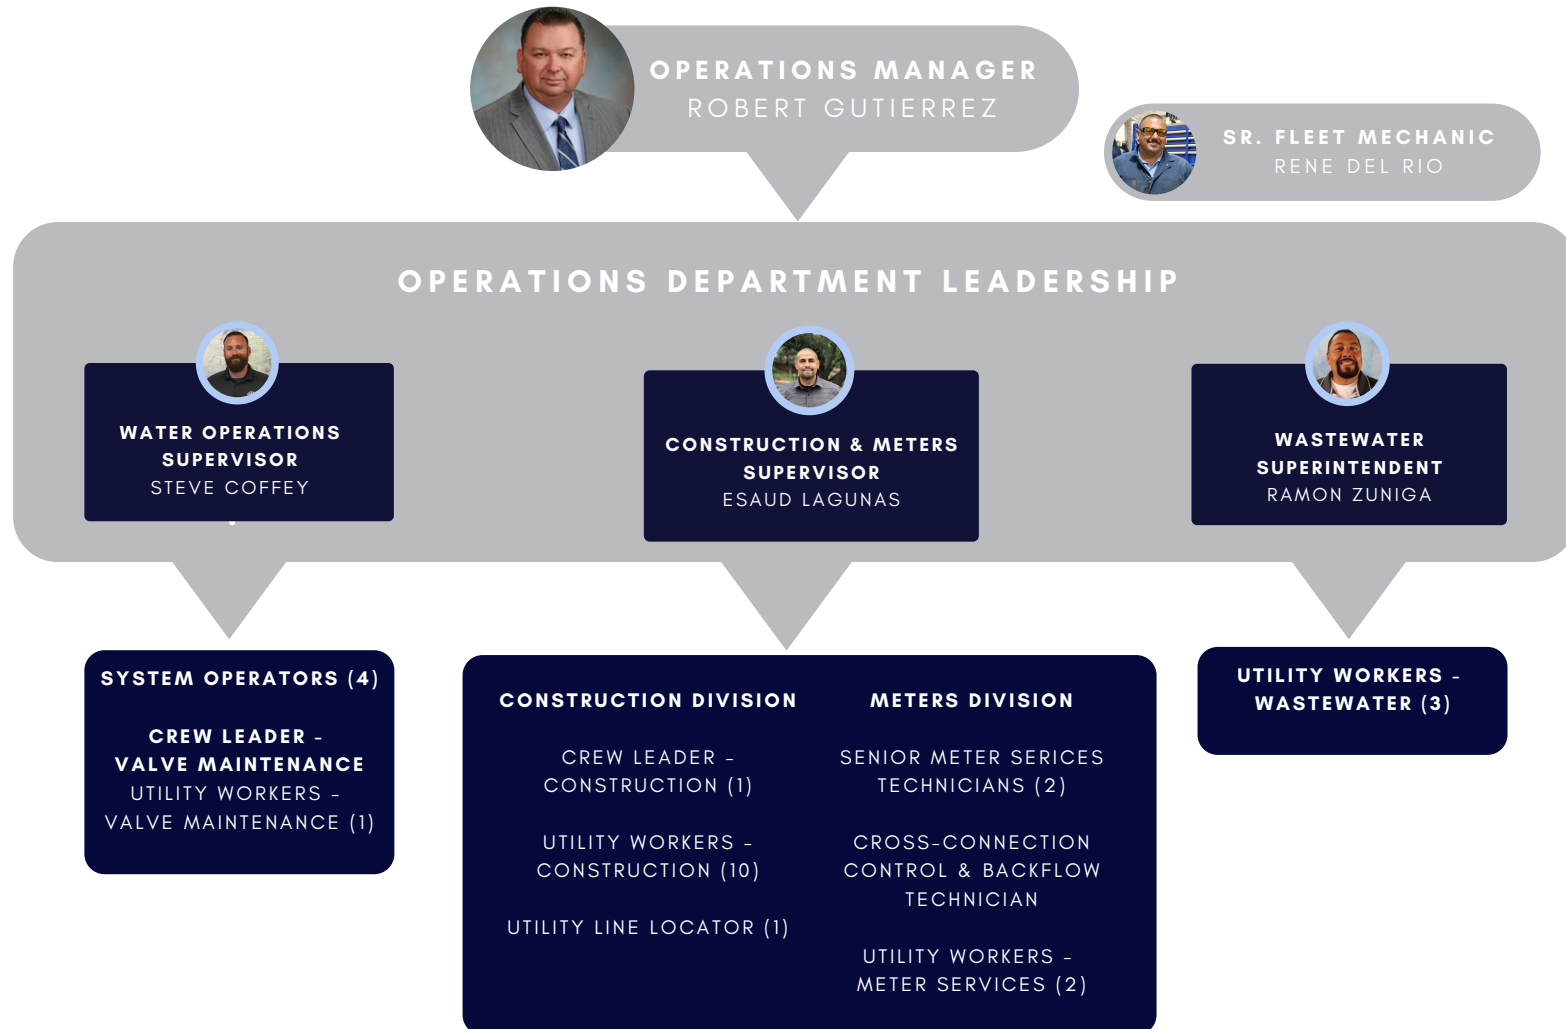 OPERATIONS MANAGER
ROBERT GUTIERREZ
SR. FLEET MECHANIC
RENE DEL RIO
OPERATIONS DEPARTMENT LEADERSHIP
WATER OPERATIONS
SUPERVISOR
STEVE COFFEY
CONSTRUCTION & METERS
SUPERVISOR
ESAUD LAGUNAS
WASTEWATER
SUPERINTENDENT
RAMON ZUNIGA
SYSTEM OPERATORS (4)
CREW LEADER -
VALVE MAINTENANCE
UTILITY WORKERS -
VALVE MAINTENANCE (1)
CONSTRUCTION DIVISION
CREW LEADER -
CONSTRUCTION (1)
UTILITY WORKERS -
CONSTRUCTION (10)
UTILITY LINE LOCATOR (1)
METERS DIVISION
SENIOR METER SERICES
TECHNICIANS (2)
CROSS-CONNECTION
CONTROL & BACKFLOW
TECHNICIAN
UTILITY WORKERS -
METER SERVICES (2)
UTILITY WORKERS -
WASTEWATER (3)